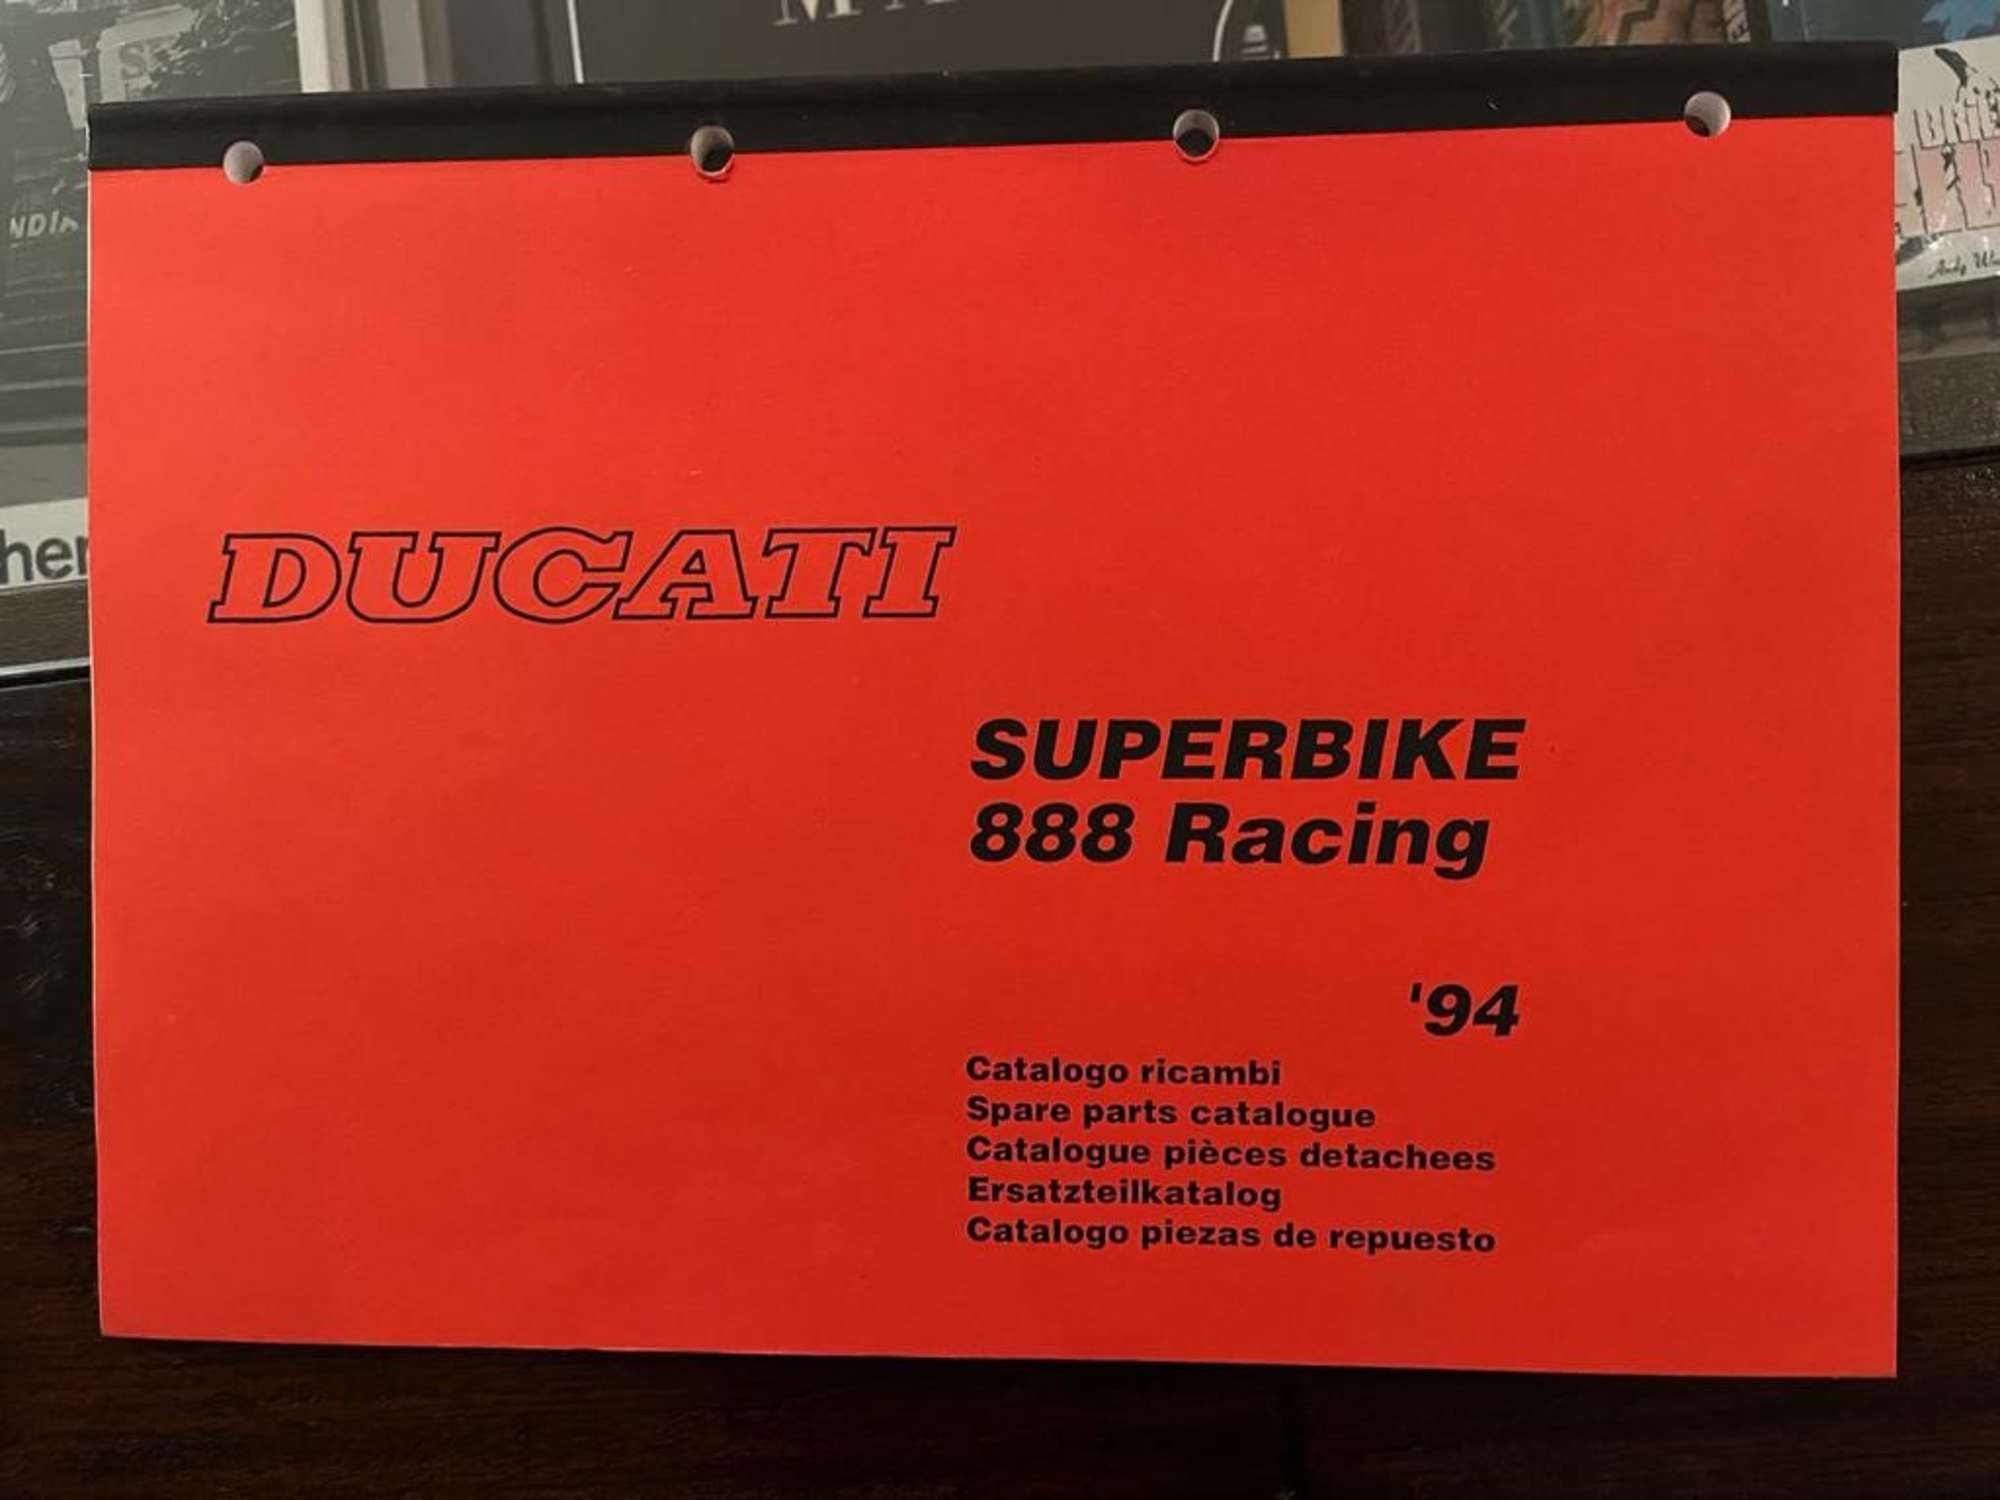 DUCATI
SUPERBIKE
888 Racing
'94
Catalogo ricambi
Spare parts catalogue
Catalogue pièces detachees
Ersatzteilkatalog
Catalogo piezas de repuesto